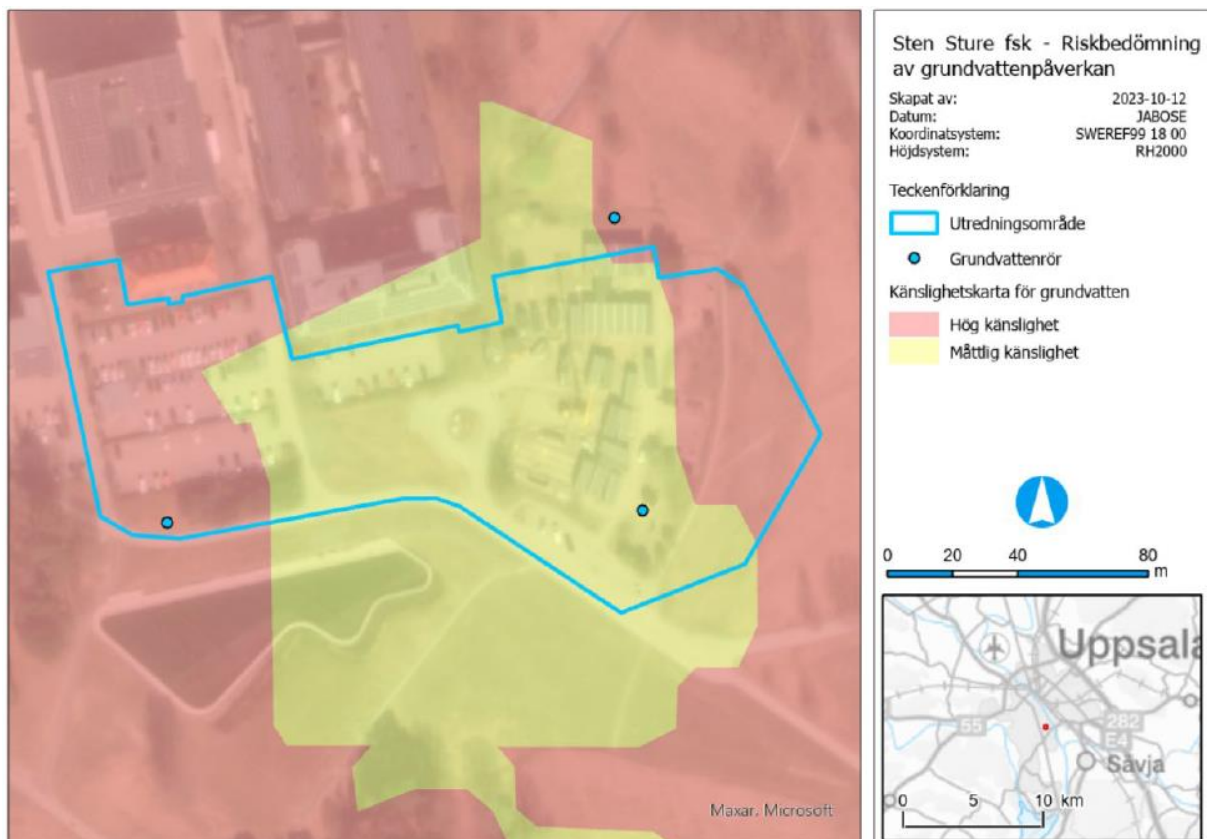 Sten Sture fsk - Riskbedömning
av grundvattenpåverkan
Skapat av: 2023-10-12
Datum: JABOSE
Koordinatsystem: SWEREF99 18 00
Höjdsystem: RH2000
Teckenförklaring
Utredningsområde
Grundvattenrör
Känslighetskarta för grundvatten
Hög känslighet
Måttlig känslighet
0 20 40 80
m
Uppsala
55
282
E4
Sävja
0 5 10 km
Maxar, Microsoft